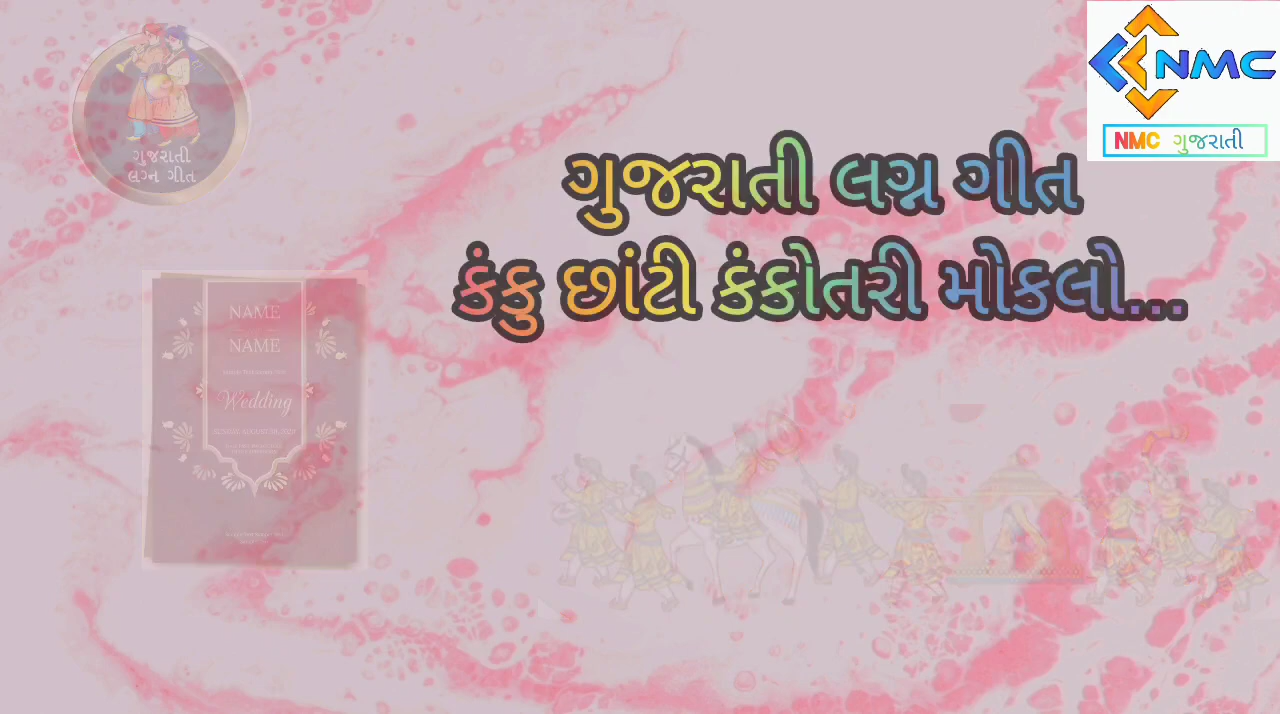 ગુજરાતી
લગ્ન ગીત
NMC
NMC ગુજરાતી
ગુજરાતી લગ્ન ગીત
કંકુ છાંટી કંકોતરી મોકલો...
NAME
NAME
Wedding